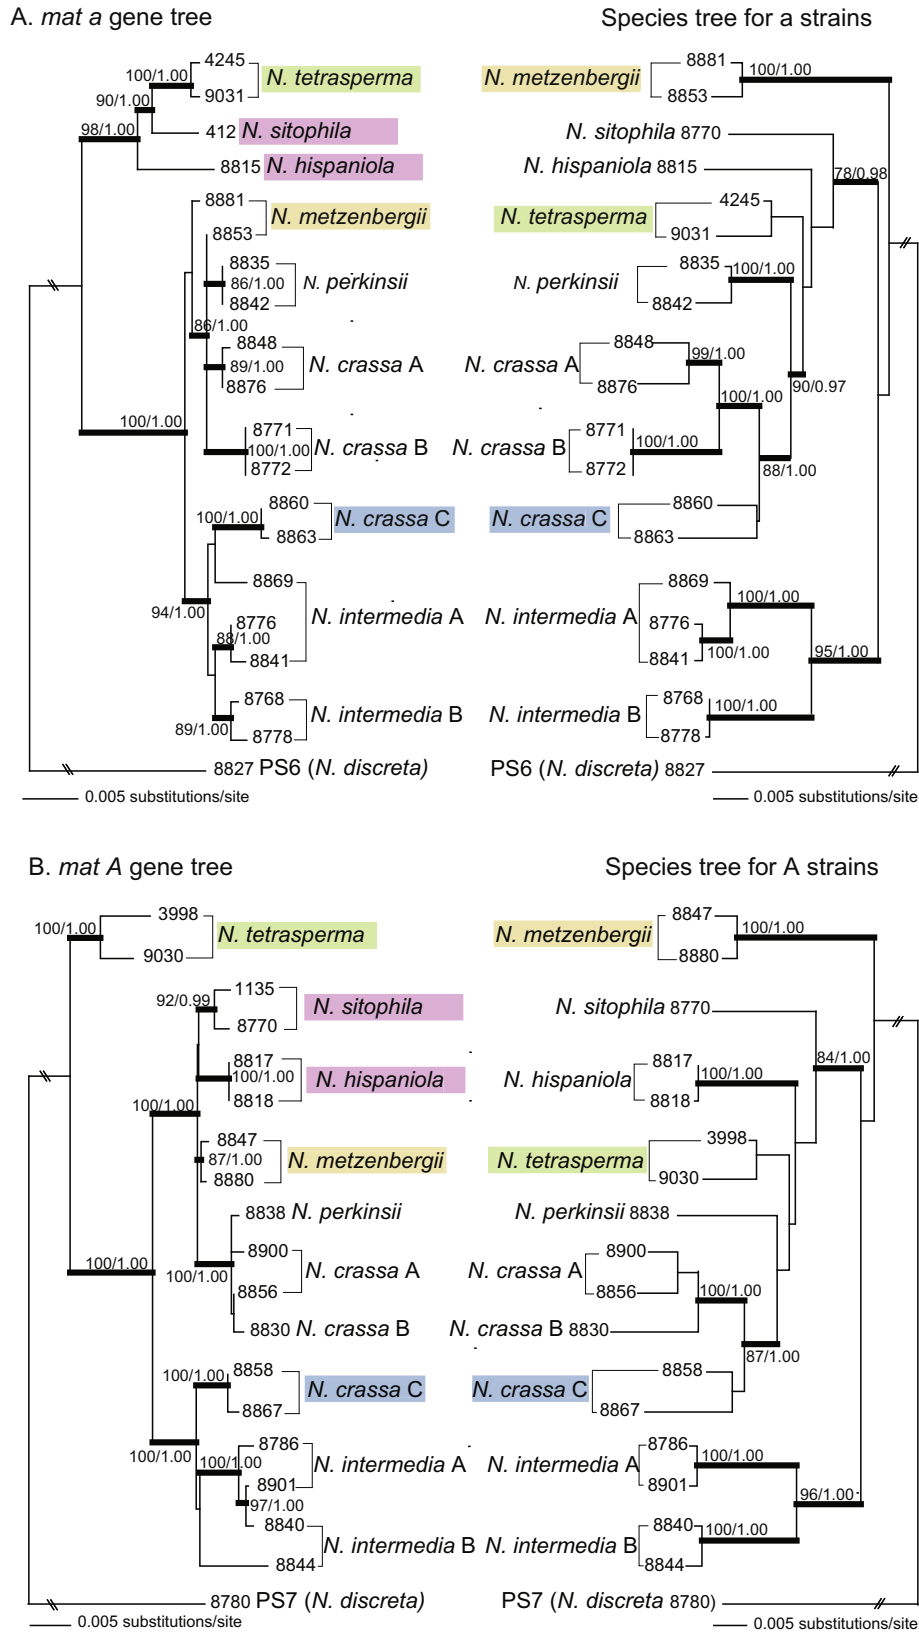 A. mat a gene tree
Species tree for a strains
4245
100/1.00
N. tetrasperma
9031
90/1.00
98/1.00
412 N. sitophila
8815 N. hispaniola
8881
N. metzenbergii
8853
8835
86/1.00
N. perkinsii
8842
86/1.00
8848
89/1.00
N. crassa A
8876
100/1.00
8771
100/1.00
N. crassa B
8772
8860
100/1.00
N. crassa C
8863
8869
N. intermedia A
94/1.00
8776
88/1.00
8841
8768
N. intermedia B
89/1.00
8778
8827 PS6 (N. discreta)
0.005 substitutions/site
8881
100/1.00
N. metzenbergii
8853
N. sitophila 8770
N. hispaniola 8815
78/0.98
4245
N. tetrasperma
9031
8835
100/1.00
N. perkinsii
8842
8848
99/1.00
N. crassa A
8876
90/0.97
100/1.00
8771
N. crassa B
100/1.00
8772
88/1.00
8860
N. crassa C
8863
8869
100/1.00
N. intermedia A
8776
100/1.00
8841
95/1.00
8768
100/1.00
N. intermedia B
8778
PS6 (N. discreta) 8827
0.005 substitutions/site
B. mat A gene tree
Species tree for A strains
3998
100/1.00
N. tetrasperma
9030
92/0.99
1135
N. sitophila
8770
8817
100/1.00
N. hispaniola
8818
100/1.00
8847
87/1.00
N. metzenbergii
8880
8838 N. perkinsii
8900
N. crassa A
100/1.00
100/1.00
8856
8830 N. crassa B
8858
100/1.00
N. crassa C
8867
100/1.00
8786
100/1.00
N. intermedia A
8901
97/1.00
8840
N. intermedia B
8844
8780 PS7 (N. discreta)
0.005 substitutions/site
8847
100/1.00
N. metzenbergii
8880
N. sitophila 8770
84/1.00
8817
100/1.00
N. hispaniola
8818
3998
N. tetrasperma
9030
N. perkinsii 8838
8900
N. crassa A
8856
100/1.00
N. crassa B 8830
87/1.00
8858
N. crassa C
8867
8786
100/1.00
N. intermedia A
8901
96/1.00
8840
100/1.00
N. intermedia B
8844
PS7 (N. discreta 8780)
0.005 substitutions/site